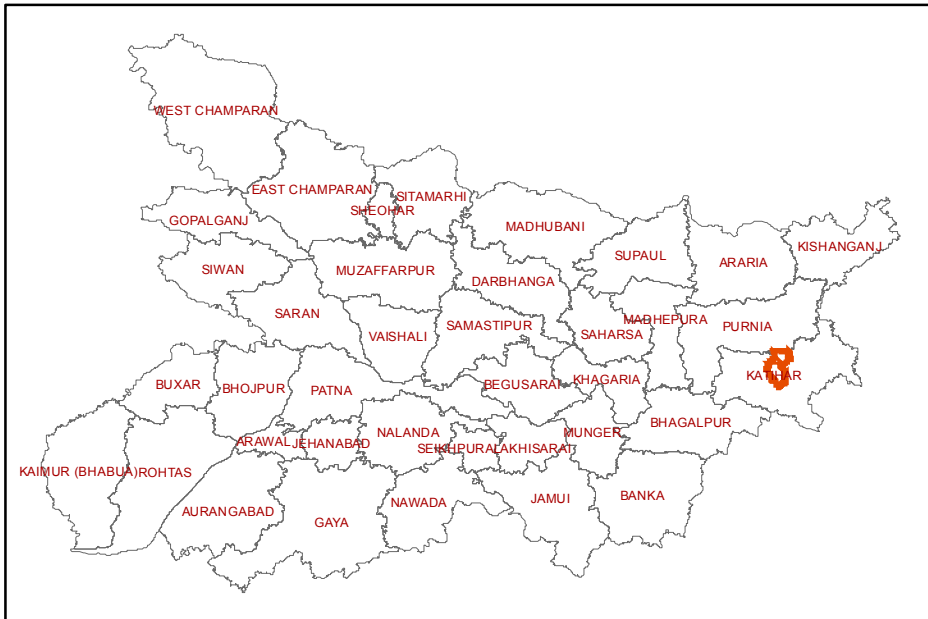 WEST CHAMPARAN
EAST CHAMPARAN
SITAMARHI
SHEOHAR
GOPALGANJ
MADHUBANI
KISHANGANJ
SUPAUL
ARARIA
SIWAN
MUZAFFARPUR
DARBHANGA
SARAN
MADHEPURA
SAMASTIPUR
PURNIA
VAISHALI
SAHARSA
KATIHAR
BUXAR
BHOJPUR
PATNA
BEGUSARAI
KHAGARIA
BHAGALPUR
NALANDA
MUNGER
ARAWAL
JEHANABAD
SEIKHPURA
LAKHISARAI
KAIMUR (BHABUA)
ROHTAS
BANKA
JAMUI
NAWADA
AURANGABAD
GAYA